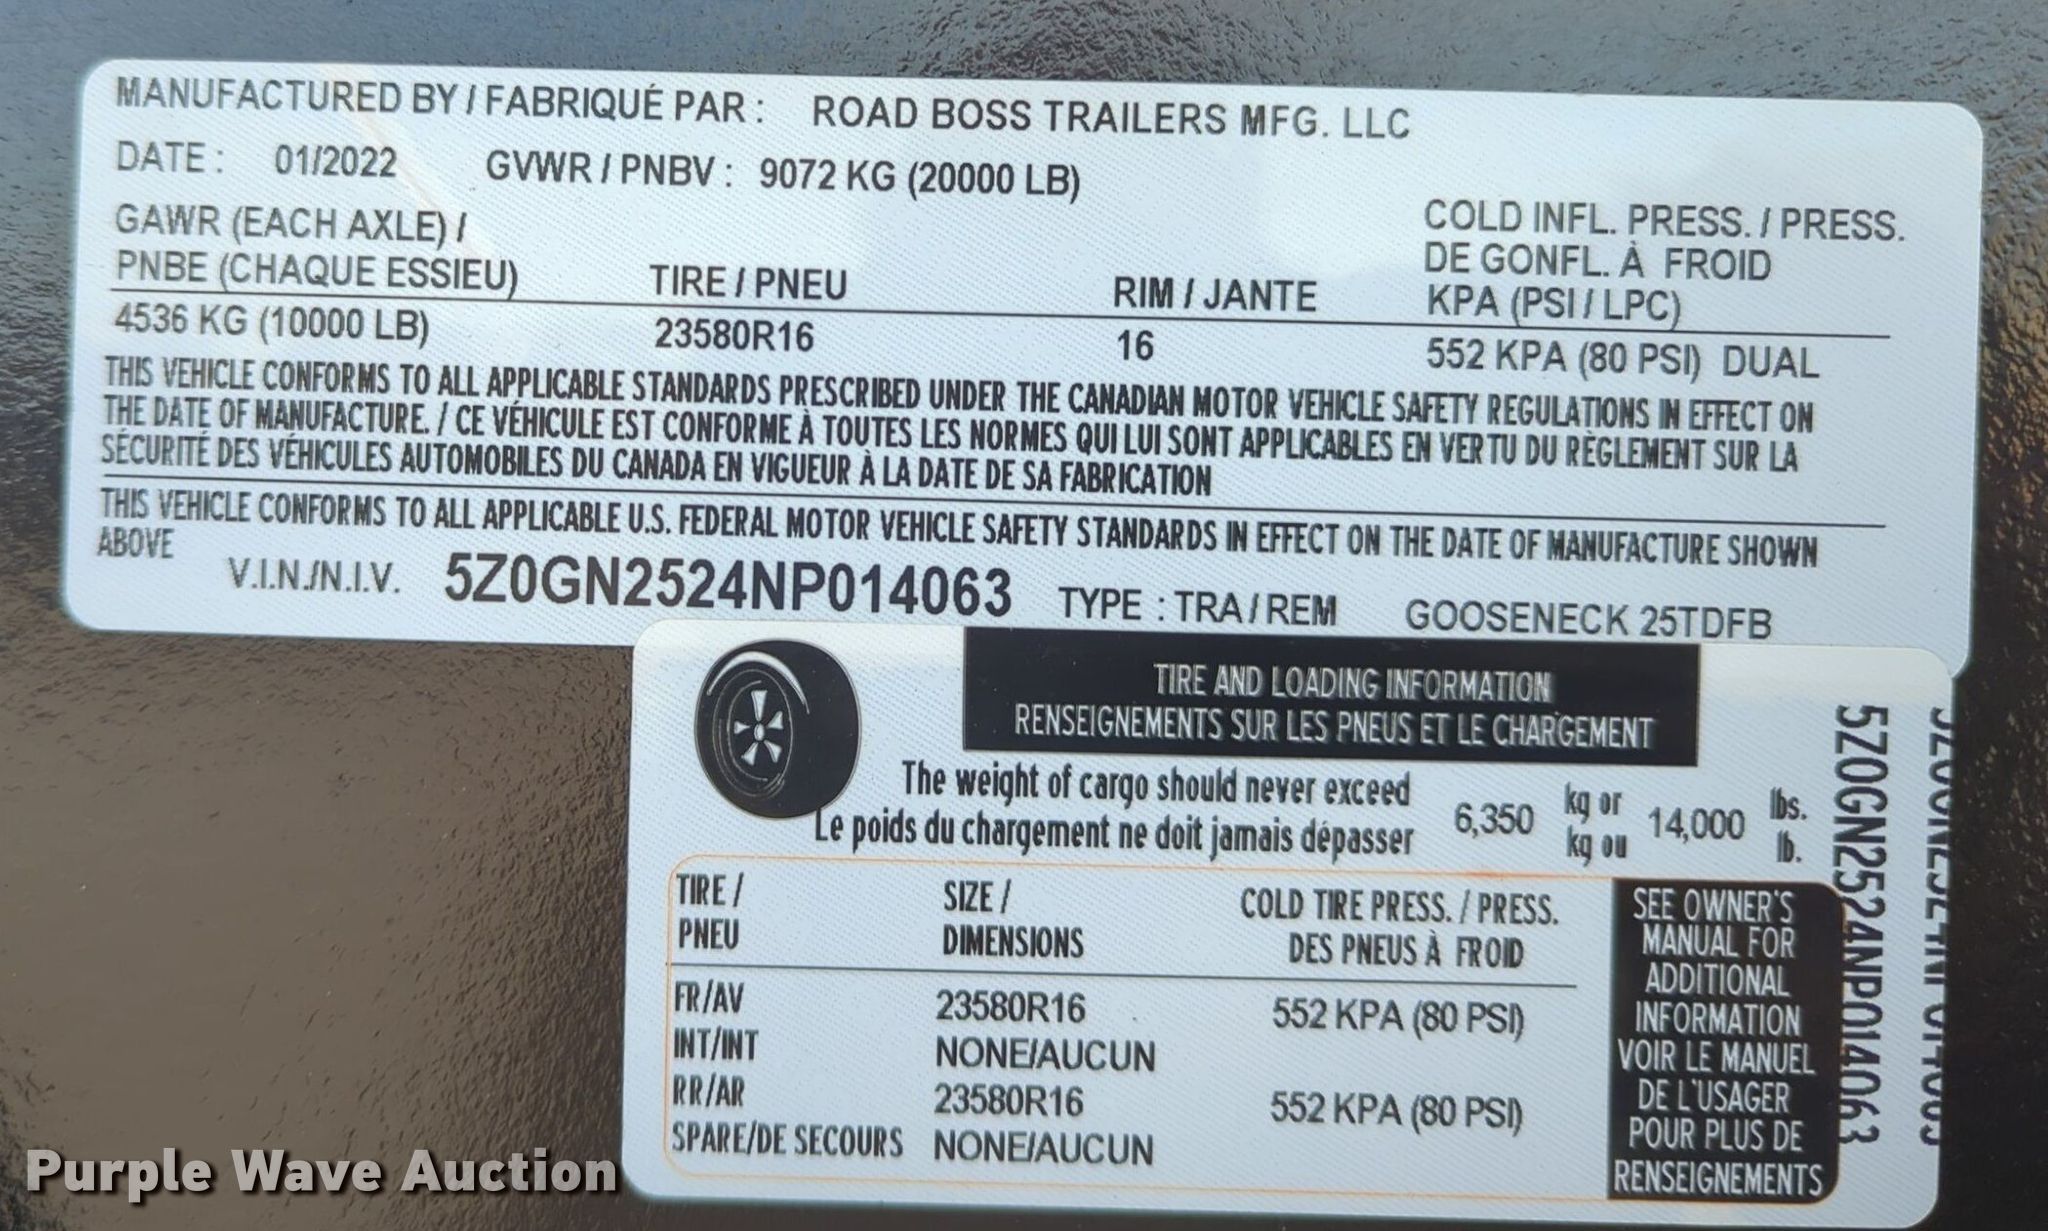 MANUFACTURED BY / FABRIQUÉ PAR : ROAD BOSS TRAILERS MFG. LLC
DATE : 01/2022 GVWR / PNBV : 9072 KG (20000 LB)
GAWR (EACH AXLE) /
PNBE (CHAQUE ESSIEU) TIRE / PNEU RIM / JANTE
COLD INFL. PRESS. / PRESS.
DE GONFL. À FROID
KPA (PSI / LPC)
4536 KG (10000 LB) 23580R16 16 552 KPA (80 PSI) DUAL
THIS VEHICLE CONFORMS TO ALL APPLICABLE STANDARDS PRESCRIBED UNDER THE CANADIAN MOTOR VEHICLE SAFETY REGULATIONS IN EFFECT ON
THE DATE OF MANUFACTURE. / CE VÉHICULE EST CONFORME À TOUTES LES NORMES QUI LUI SONT APPLICABLES EN VERTU DU RÈGLEMENT SUR LA
SÉCURITÉ DES VÉHICULES AUTOMOBILES DU CANADA EN VIGUEUR À LA DATE DE SA FABRICATION
THIS VEHICLE CONFORMS TO ALL APPLICABLE U.S. FEDERAL MOTOR VEHICLE SAFETY STANDARDS IN EFFECT ON THE DATE OF MANUFACTURE SHOWN
ABOVE
V.I.N./N.I.V. 5Z0GN2524NP014063 TYPE : TRA / REM GOOSENECK 25TDFB
TIRE AND LOADING INFORMATION
RENSEIGNEMENTS SUR LES PNEUS ET LE CHARGEMENT
The weight of cargo should never exceed 6,350 kg or 14,000 lbs.
Le poids du chargement ne doit jamais dépasser kg ou lb.
TIRE / SIZE / COLD TIRE PRESS. / PRESS.
PNEU DIMENSIONS DES PNEUS À FROID
FR/AV 23580R16 552 KPA (80 PSI)
INT/INT NONE/AUCUN
RR/AR 23580R16 552 KPA (80 PSI)
SPARE/DE SECOURS NONE/AUCUN
SEE OWNER'S
MANUAL FOR
ADDITIONAL
INFORMATION
VOIR LE MANUEL
DE L'USAGER
POUR PLUS DE
RENSEIGNEMENTS
5Z0GN2524NP014063
Purple Wave Auction